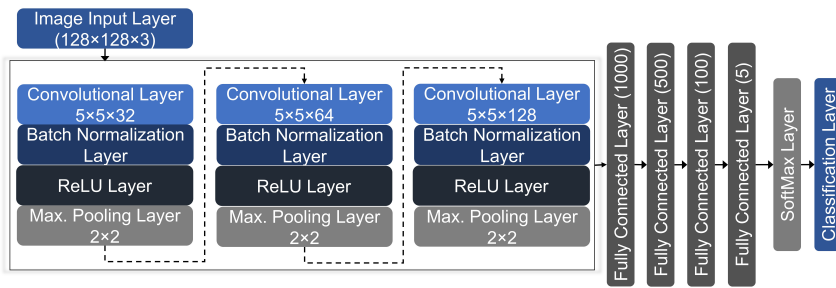 Image Input Layer
(128×128×3)
Convolutional Layer
5×5×32
Batch Normalization
Layer
ReLU Layer
Max. Pooling Layer
2×2
Convolutional Layer
5×5×64
Batch Normalization
Layer
ReLU Layer
Max. Pooling Layer
2×2
Convolutional Layer
5×5×128
Batch Normalization
Layer
ReLU Layer
Max. Pooling Layer
2×2
Fully Connected Layer (1000)
Fully Connected Layer (500)
Fully Connected Layer (100)
Fully Connected Layer (5)
SoftMax Layer
Classification Layer